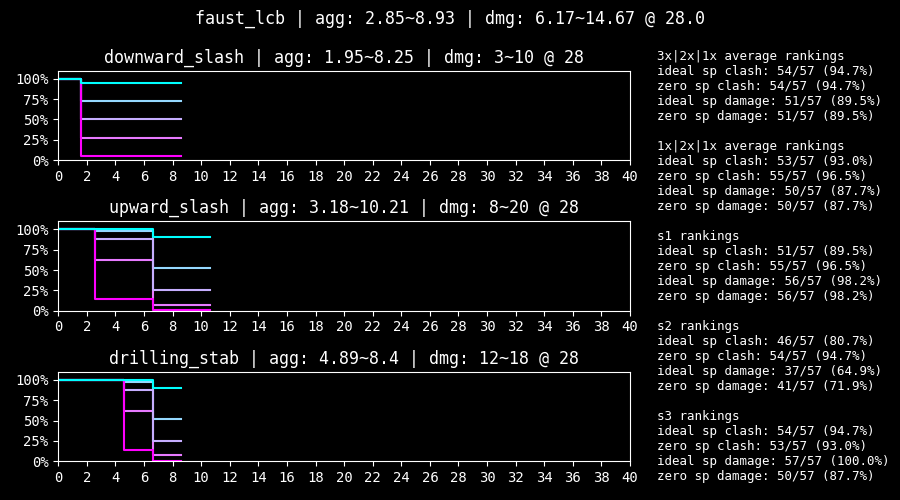 faust_lcb | agg: 2.85~8.93 | dmg: 6.17~14.67 @ 28.0
downward_slash | agg: 1.95~8.25 | dmg: 3~10 @ 28
100%
75%
50%
25%
0%
0 2 4 6 8 10 12 14 16 18 20 22 24 26 28 30 32 34 36 38 40
upward_slash | agg: 3.18~10.21 | dmg: 8~20 @ 28
100%
75%
50%
25%
0%
0 2 4 6 8 10 12 14 16 18 20 22 24 26 28 30 32 34 36 38 40
drilling_stab | agg: 4.89~8.4 | dmg: 12~18 @ 28
100%
75%
50%
25%
0%
0 2 4 6 8 10 12 14 16 18 20 22 24 26 28 30 32 34 36 38 40
3x|2x|1x average rankings
ideal sp clash: 54/57 (94.7%)
zero sp clash: 54/57 (94.7%)
ideal sp damage: 51/57 (89.5%)
zero sp damage: 51/57 (89.5%)
1x|2x|1x average rankings
ideal sp clash: 53/57 (93.0%)
zero sp clash: 55/57 (96.5%)
ideal sp damage: 50/57 (87.7%)
zero sp damage: 50/57 (87.7%)
s1 rankings
ideal sp clash: 51/57 (89.5%)
zero sp clash: 55/57 (96.5%)
ideal sp damage: 56/57 (98.2%)
zero sp damage: 56/57 (98.2%)
s2 rankings
ideal sp clash: 46/57 (80.7%)
zero sp clash: 54/57 (94.7%)
ideal sp damage: 37/57 (64.9%)
zero sp damage: 41/57 (71.9%)
s3 rankings
ideal sp clash: 54/57 (94.7%)
zero sp clash: 53/57 (93.0%)
ideal sp damage: 57/57 (100.0%)
zero sp damage: 50/57 (87.7%)